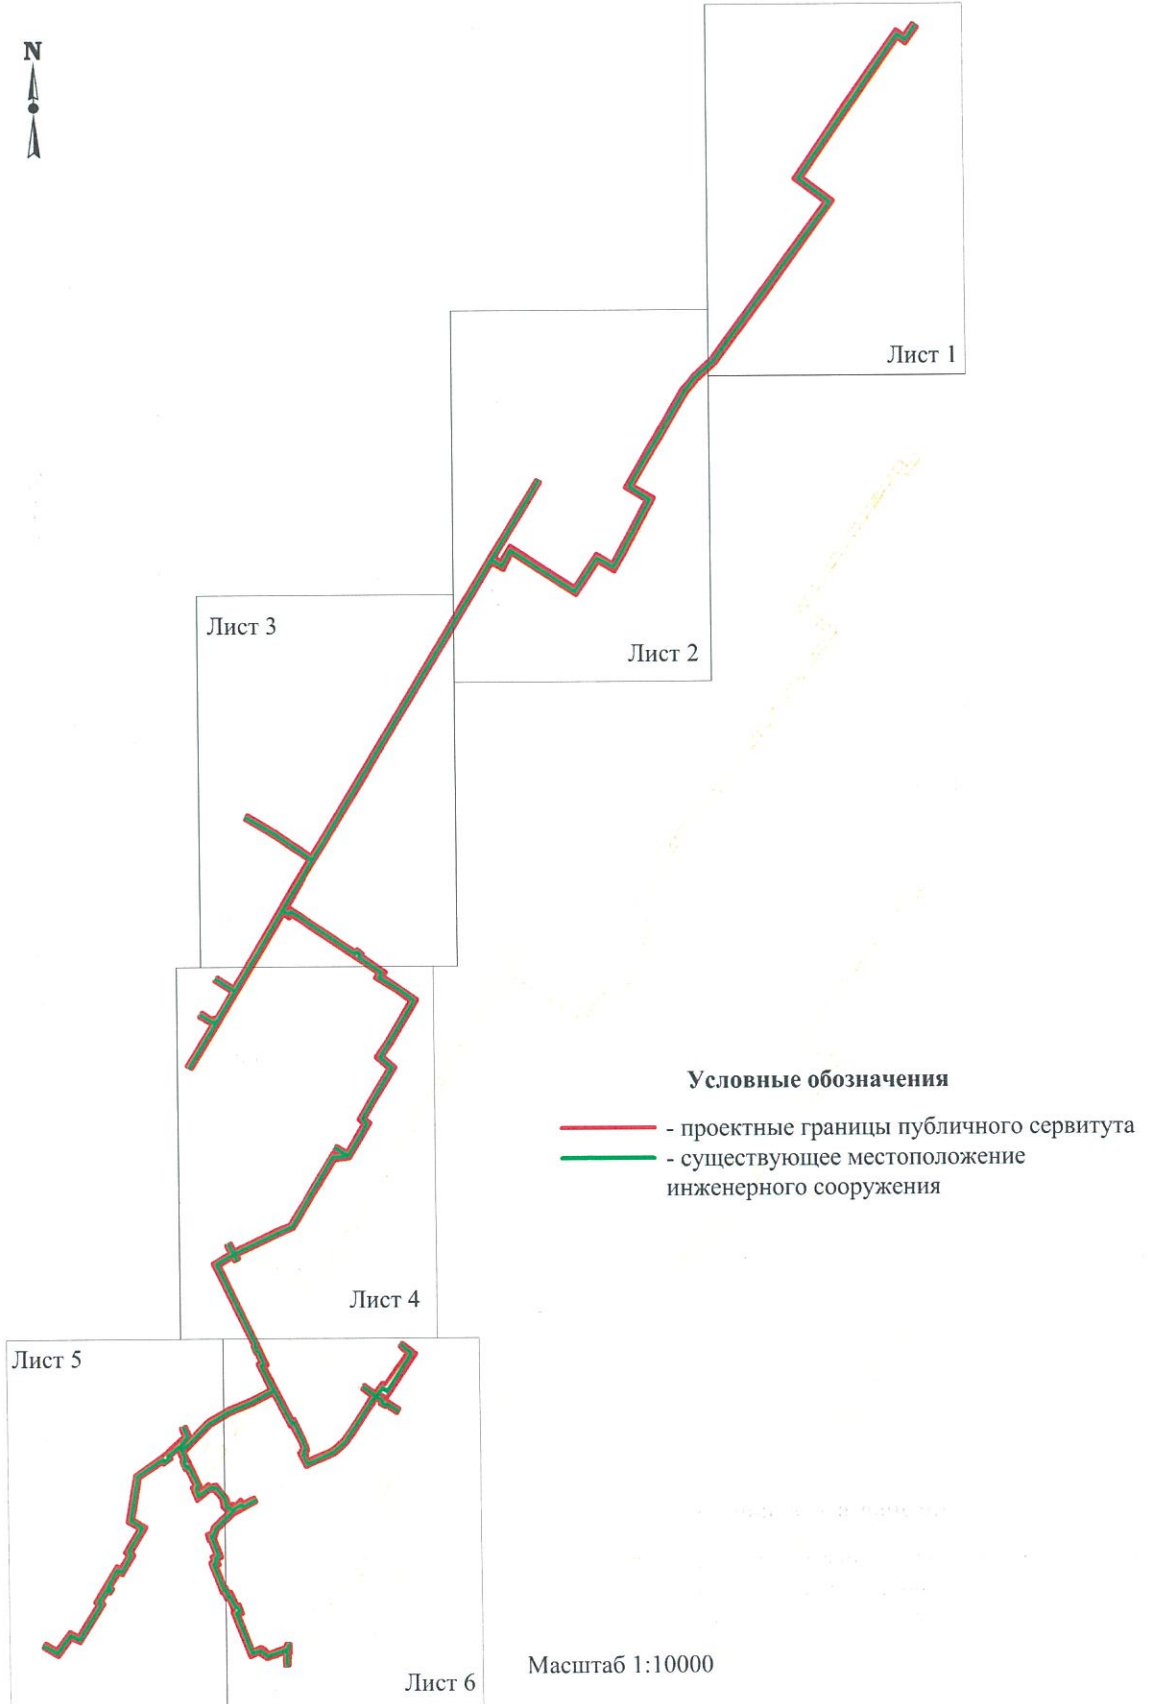 N
Лист 1
Лист 3
Лист 2
Условные обозначения
- проектные границы публичного сервитута
- существующее местоположение
инженерного сооружения
Лист 4
Лист 5
Масштаб 1:10000
Лист 6